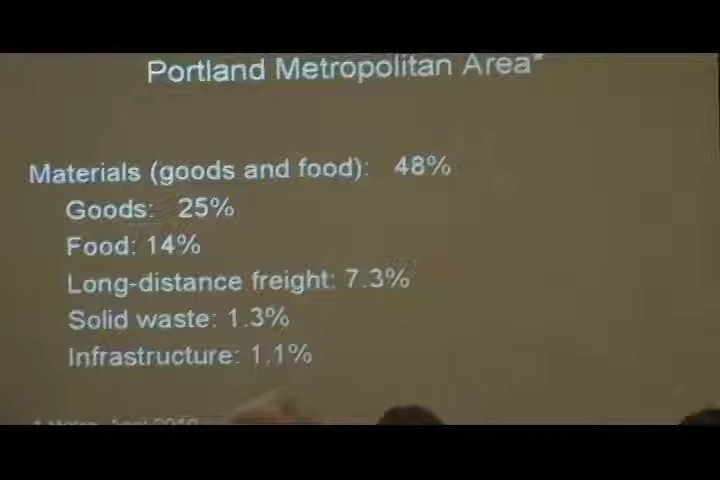 Portland Metropolitan Area*
Materials (goods and food): 48%
Goods: 25%
Food: 14%
Long-distance freight: 7.3%
Solid waste: 1.3%
Infrastructure: 1.1%